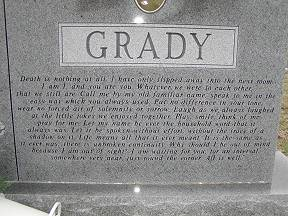 GRADY
Death is nothing at all. I have only slipped away into the next room
I am I and you are you. Whatever we were to each other,
that we still are. Call me by my old familiar name, speak to me in the
easy way which you always used. Put no difference in your tone,
wear no forced air of solemnity or sorrow. Laugh as we always laughed
at the little jokes we enjoyed together. Play, smile, think of me
pray for me. Let my name be ever the household word that it
always was. Let it be spoken without effort, without the trace of a
shadow on it. Life means all that it ever meant. It is the same as
it ever was; there is unbroken continuity. Why should I be out of mind
because I am out of sight? I am waiting for you, for an interval
somewhere very near, just round the corner. All is well.